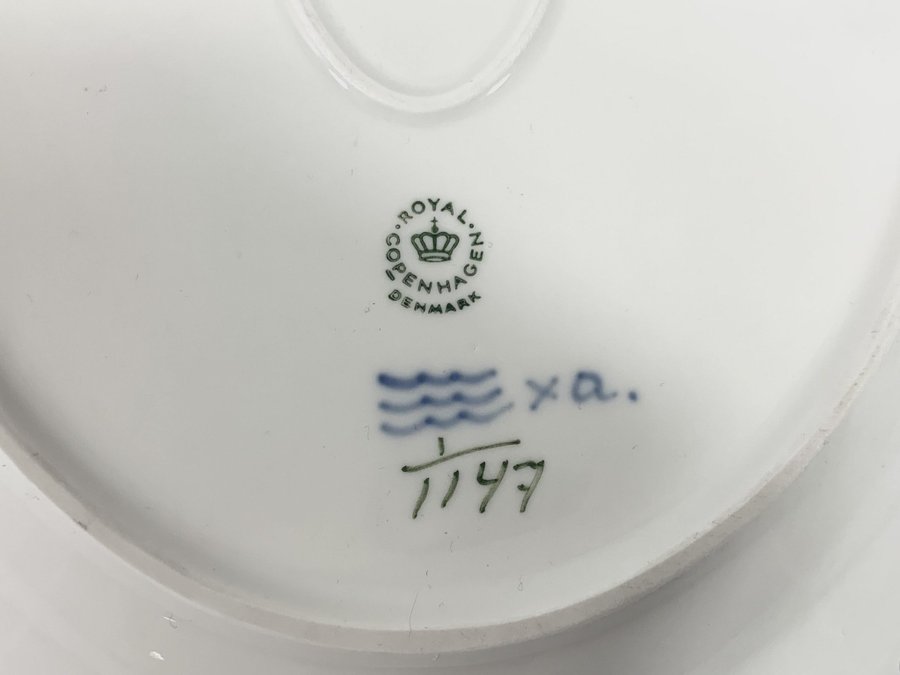 ROYAL
COPENHAGEN
DENMARK
xa.
1
1147